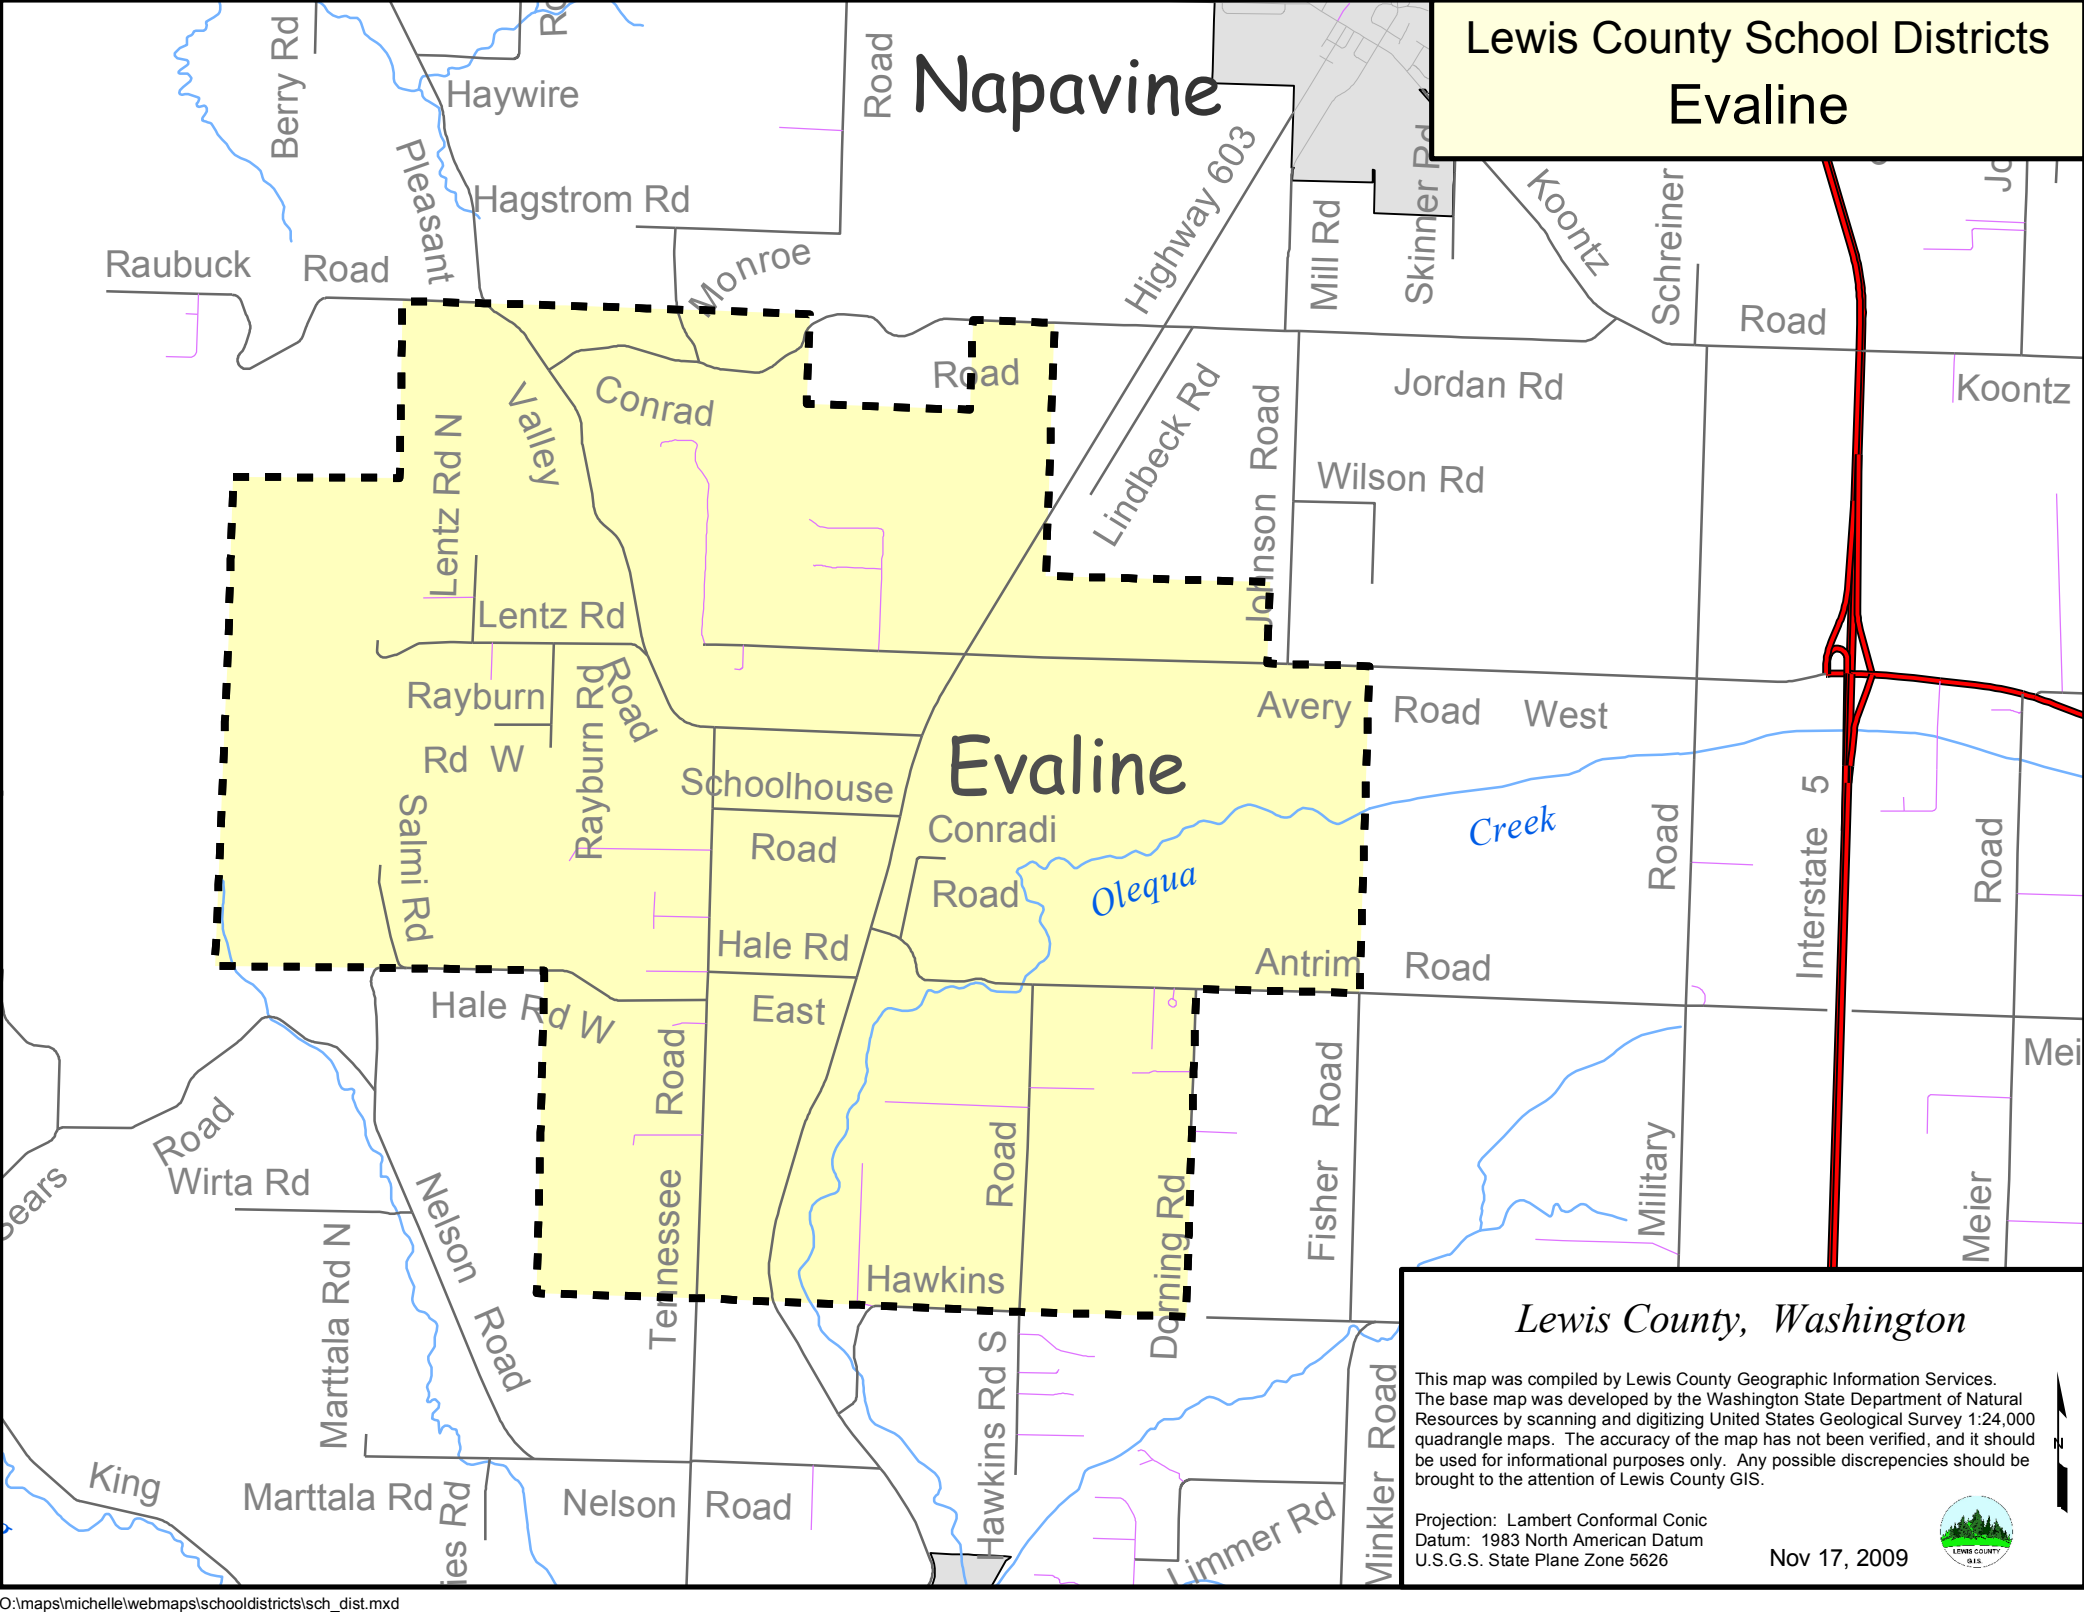 Lewis County School Districts
Evaline
Napavine
Berry Rd
Haywire
Road
Pleasant
Hagstrom Rd
Monroe
Highway 603
Mill Rd
Skinner Rd
Koontz
Schreiner
Raubuck Road
Road
Road
Koontz
Valley
Conrad
Lentz Rd N
Lindbeck Rd
Johnson Road
Jordan Rd
Wilson Rd
Lentz Rd
Rayburn
Rd W
Rayburn Rd
Road
Avery Road West
Evaline
Schoolhouse
Road
Conradi
Road
Olequa
Creek
Salmi Rd
Road
Interstate 5
Road
Hale Rd
East
Antrim Road
Hale Rd W
Road
Tennessee
Road
Dorning Rd
Fisher Road
Military
Meier
Mei
Road
Sears
Wirta Rd
Nelson Road
Marttala Rd N
Hawkins
Hawkins Rd S
King
Marttala Rd
ies Rd
Nelson Road
Limmer Rd
Minkler Road
Lewis County, Washington
This map was compiled by Lewis County Geographic Information Services.
The base map was developed by the Washington State Department of Natural
Resources by scanning and digitizing United States Geological Survey 1:24,000
quadrangle maps. The accuracy of the map has not been verified, and it should
be used for informational purposes only. Any possible discrepencies should be
brought to the attention of Lewis County GIS.
Projection: Lambert Conformal Conic
Datum: 1983 North American Datum
U.S.G.S. State Plane Zone 5626
Nov 17, 2009
LEWIS COUNTY
G.I.S.
N
O:\maps\michelle\webmaps\schooldistricts\sch_dist.mxd